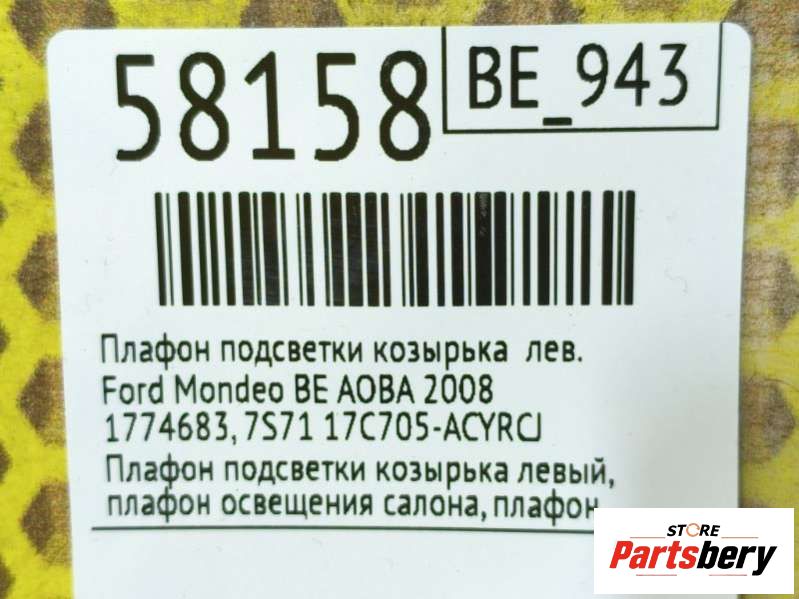 58158
BE_943
Плафон подсветки козырька лев.
Ford Mondeo BE AOBA 2008
1774683, 7S71 17C705-ACYRCJ
Плафон подсветки козырька левый,
плафон освещения салона, плафон
STORE
Partsbery